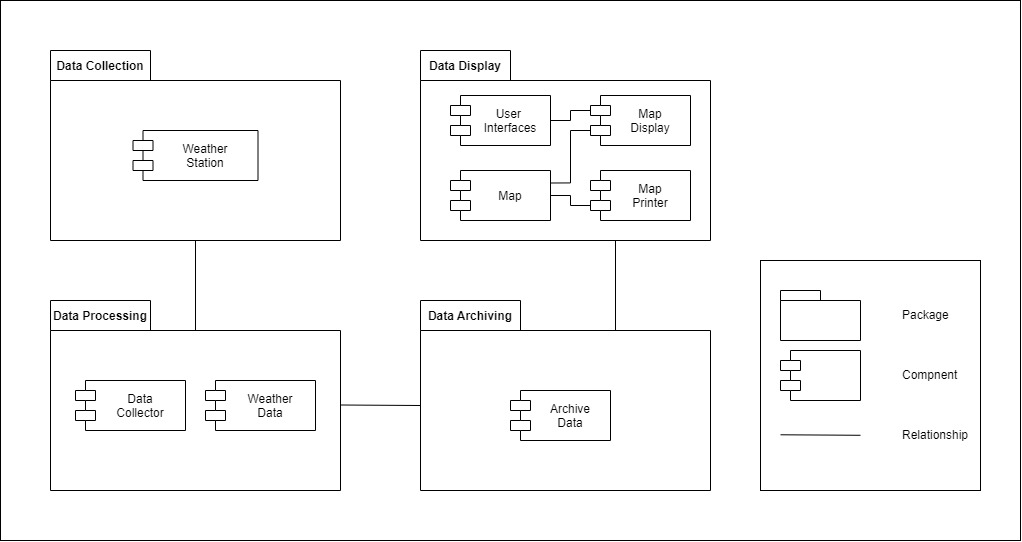 Data Collection
Weather
Station
Data Display
User
Interfaces
Map
Display
Map
Map
Printer
Data Processing
Data
Collector
Weather
Data
Data Archiving
Archive
Data
Package
Compnent
Relationship